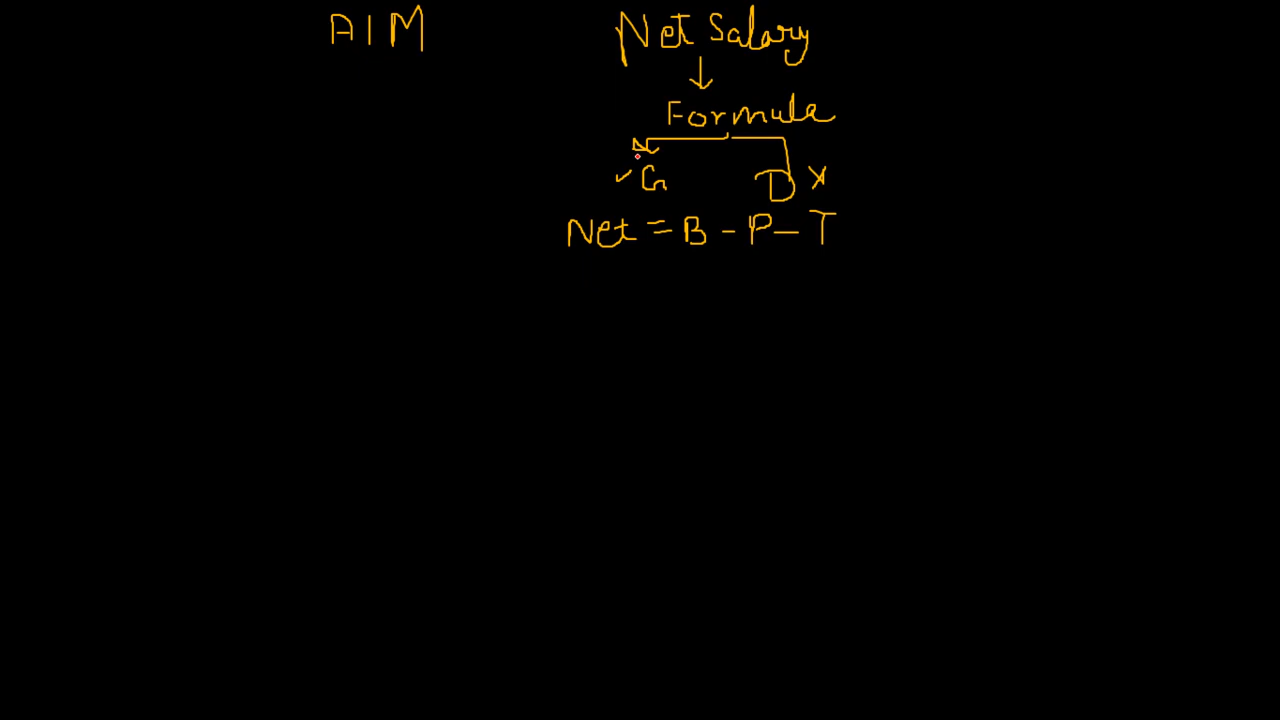 AIM Net Salary
↓
Formula
✓ G D ×
Net = B - P - T